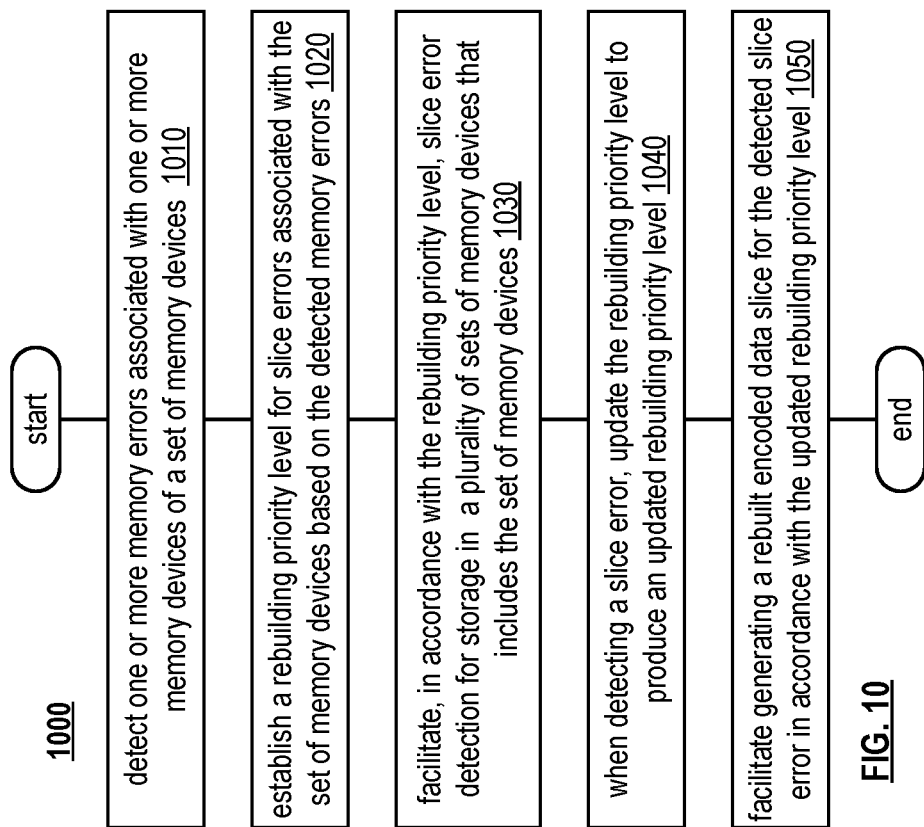 1000
start
detect one or more memory errors associated with one or more
memory devices of a set of memory devices 1010
establish a rebuilding priority level for slice errors associated with the
set of memory devices based on the detected memory errors 1020
facilitate, in accordance with the rebuilding priority level, slice error
detection for storage in a plurality of sets of memory devices that
includes the set of memory devices 1030
when detecting a slice error, update the rebuilding priority level to
produce an updated rebuilding priority level 1040
facilitate generating a rebuilt encoded data slice for the detected slice
error in accordance with the updated rebuilding priority level 1050
end
FIG. 10